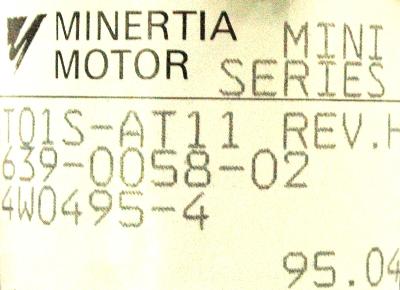 MINERTIA MINI
MOTOR SERIES
T01S-AT11 REV.H
639-0058-02
4W0495-4
95.04